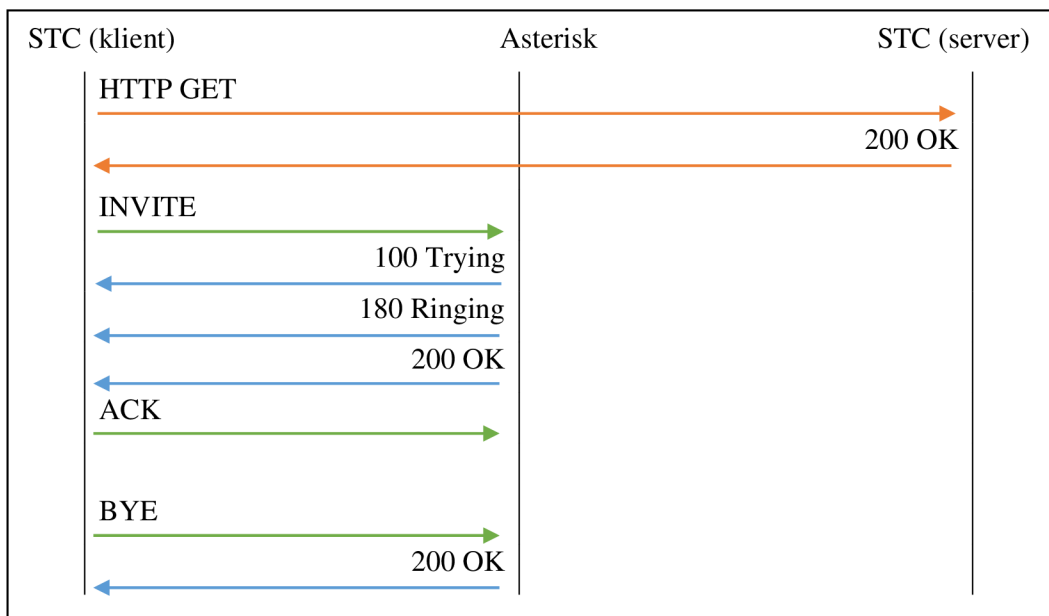 STC (klient)
Asterisk
STC (server)
HTTP GET
200 OK
INVITE
100 Trying
180 Ringing
200 OK
ACK
BYE
200 OK